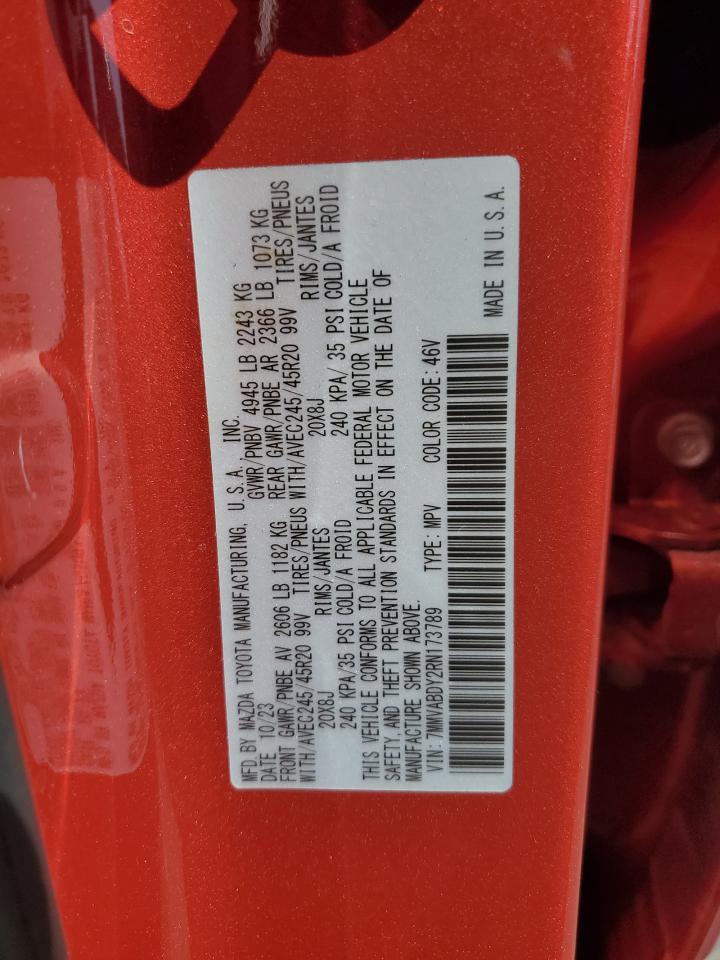 MFD. BY MAZDA TOYOTA MANUFACTURING, U.S.A., INC.
DATE 10/23 GVWR/PNBV 4945 LB 2243 KG
FRONT GAWR/PNBE AV 2606 LB 1182 KG REAR GAWR/PNBE AR 2366 LB 1073 KG
WITH/AVEC245/45R20 99V TIRES/PNEUS WITH/AVEC245/45R20 99V TIRES/PNEUS
20X8J RIMS/JANTES 20X8J RIMS/JANTES
240 KPA/35 PSI COLD/A FROID 240 KPA/ 35 PSI COLD/A FROID
THIS VEHICLE CONFORMS TO ALL APPLICABLE FEDERAL MOTOR VEHICLE
SAFETY, AND THEFT PREVENTION STANDARDS IN EFFECT ON THE DATE OF
MANUFACTURE SHOWN ABOVE.
VIN: 7MMVABDY2RN173789 TYPE: MPV COLOR CODE: 46V
MADE IN U.S.A.